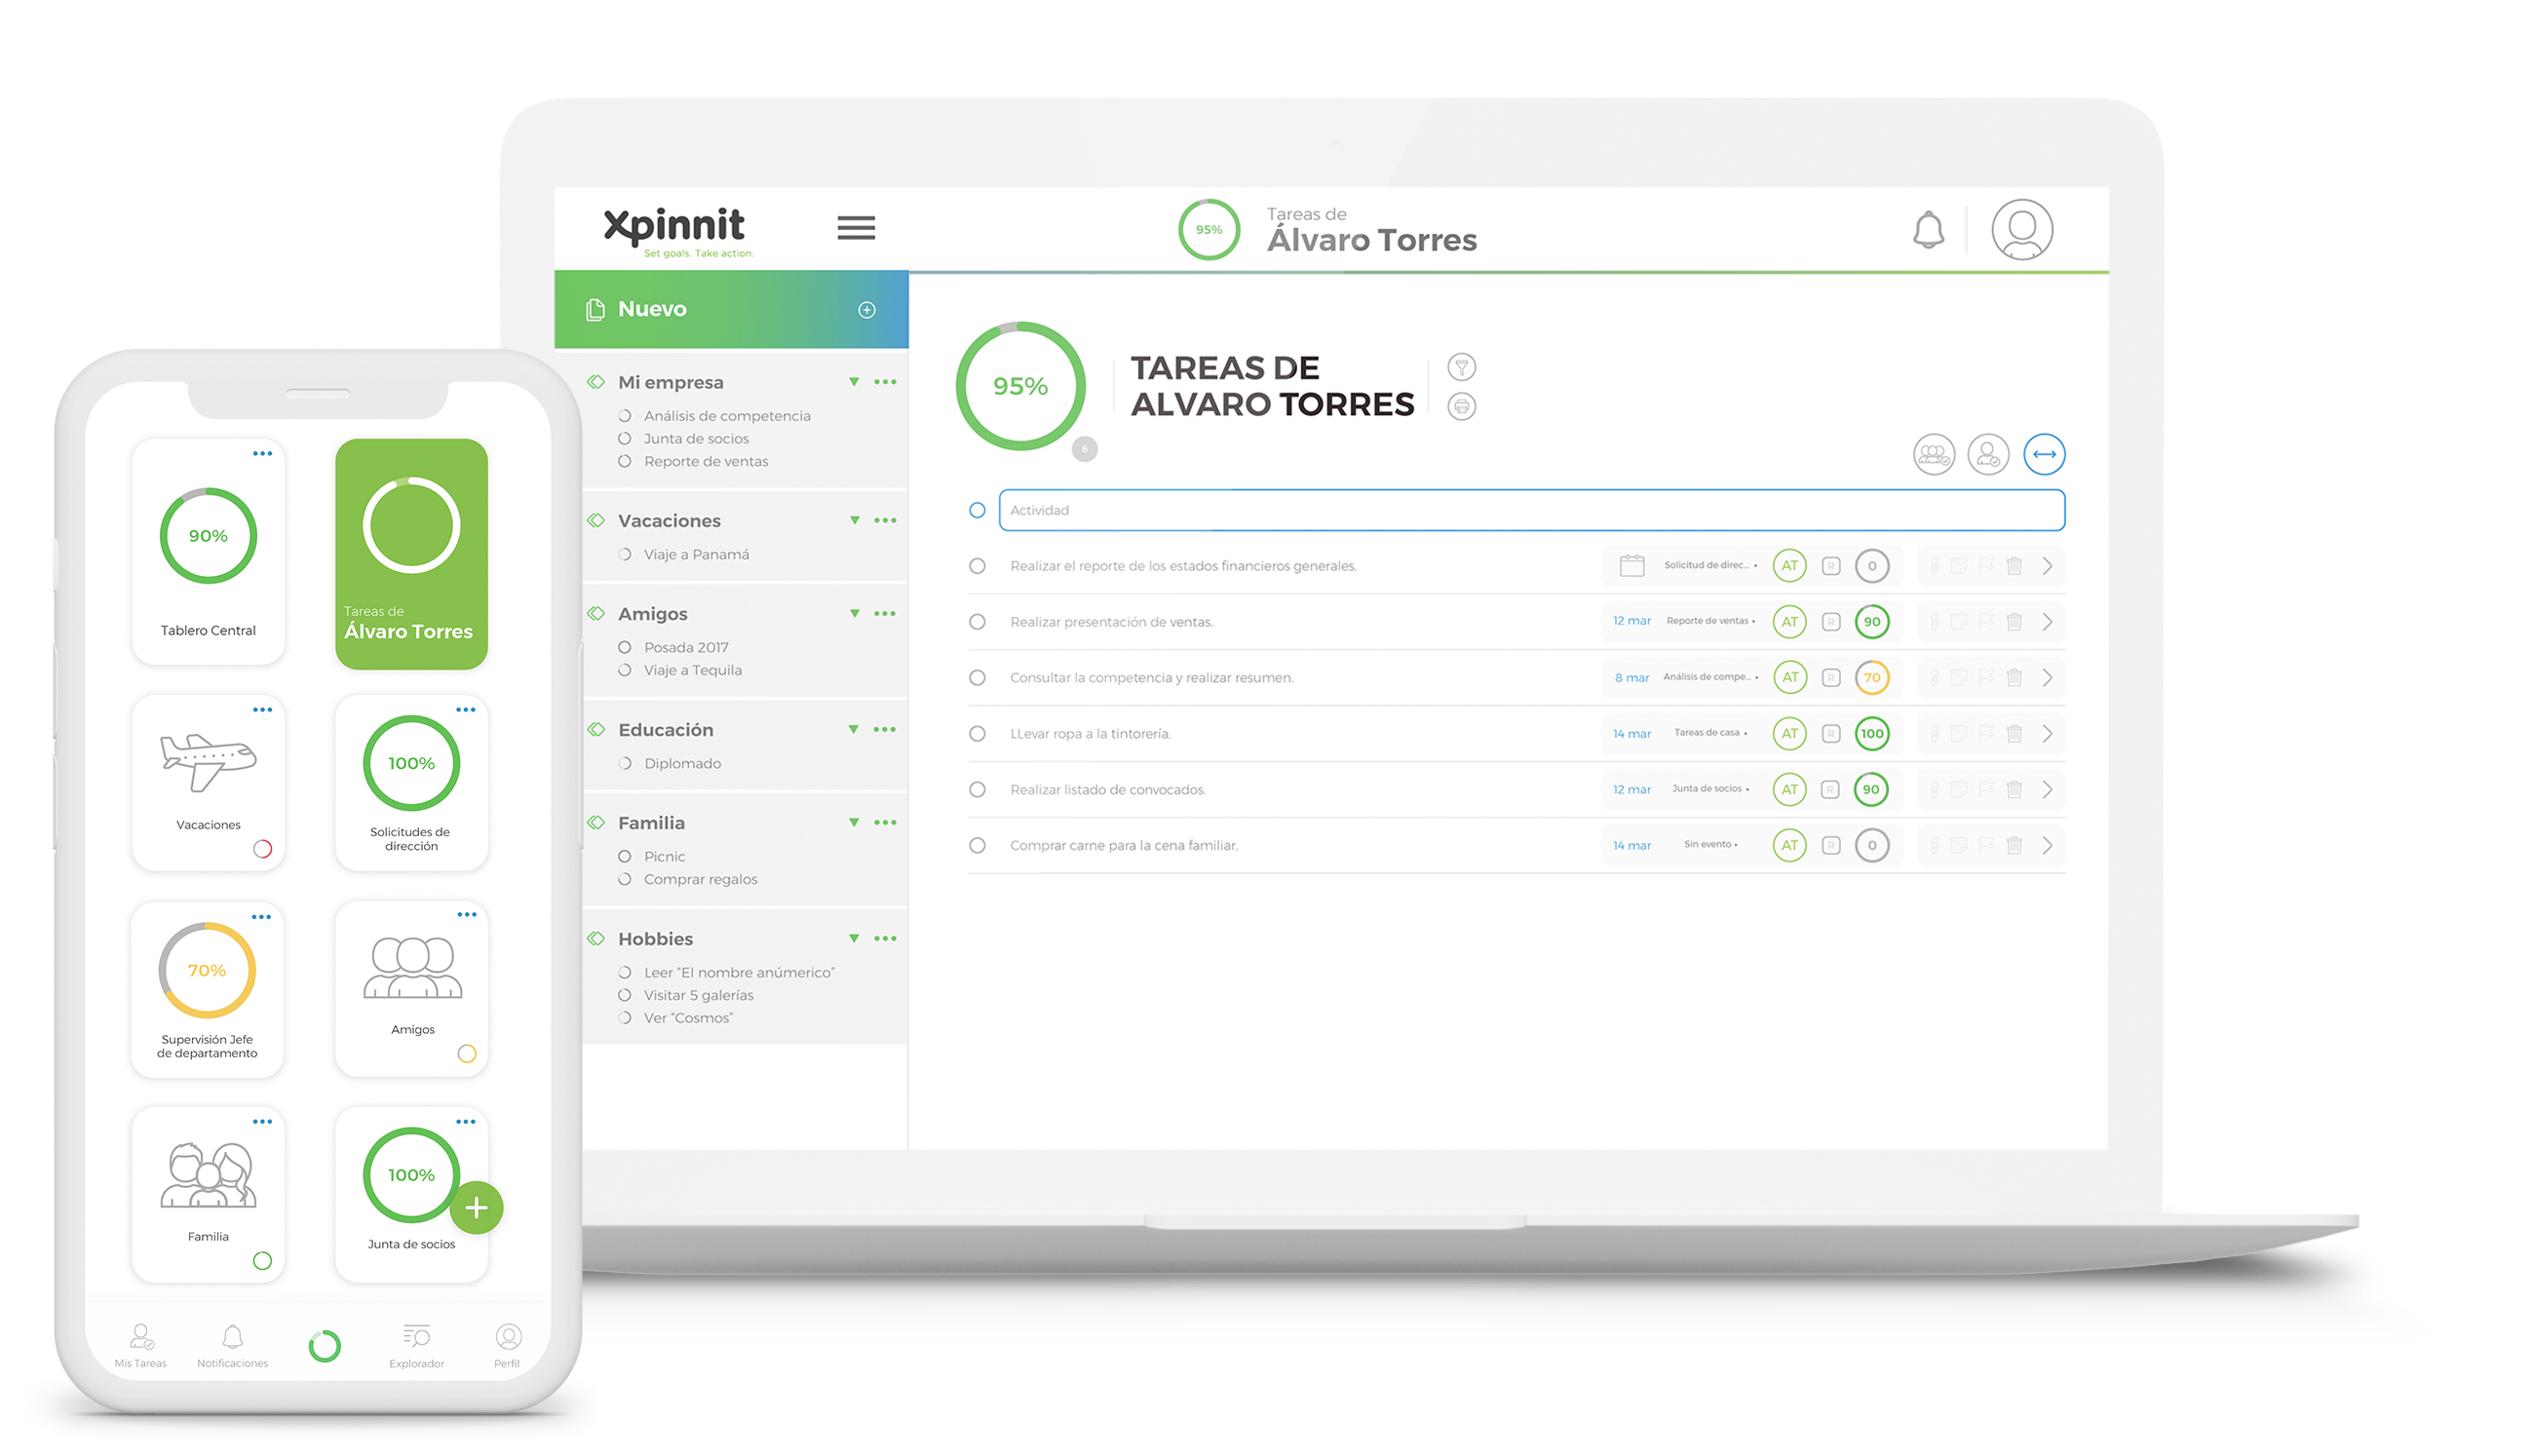 Xpinnit
Set goals. Take action.
95%
Tareas de
Álvaro Torres
Nuevo
Mi empresa
Análisis de competencia
Junta de socios
Reporte de ventas
Vacaciones
Viaje a Panamá
Amigos
Posada 2017
Viaje a Tequila
Educación
Diplomado
Familia
Picnic
Comprar regalos
Hobbies
Leer "El nombre anúmerico"
Visitar 5 galerías
Ver "Cosmos"
95%
6
TAREAS DE
ALVARO TORRES
Actividad
Realizar el reporte de los estados financieros generales. Solicitud de direc... AT R 0
Realizar presentación de ventas. 12 mar Reporte de ventas AT R 90
Consultar la competencia y realizar resumen. 8 mar Análisis de compe... AT R 70
LLevar ropa a la tintorería. 14 mar Tareas de casa AT R 100
Realizar listado de convocados. 12 mar Junta de socios AT R 90
Comprar carne para la cena familiar. 14 mar Sin evento AT R 0
90%
Tablero Central
Tareas de
Álvaro Torres
Vacaciones
100%
Solicitudes de
dirección
70%
Supervisión Jefe
de departamento
Amigos
Familia
100%
Junta de socios
Mis Tareas
Notificaciones
Explorador
Perfil